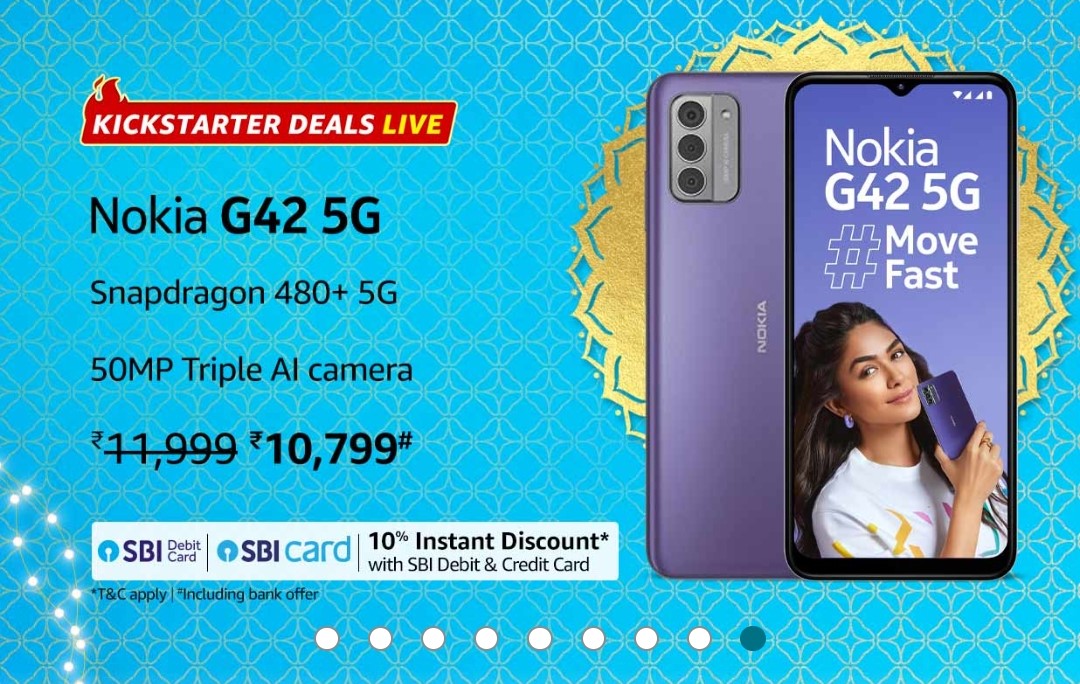 KICKSTARTER DEALS LIVE
Nokia G42 5G
Snapdragon 480+ 5G
50MP Triple AI camera
₹11,999 ₹10,799#
SBI Debit Card
SBI card
10% Instant Discount*
with SBI Debit & Credit Card
*T&C apply | #Including bank offer
NOKIA
Nokia
G42 5G
#Move
Fast